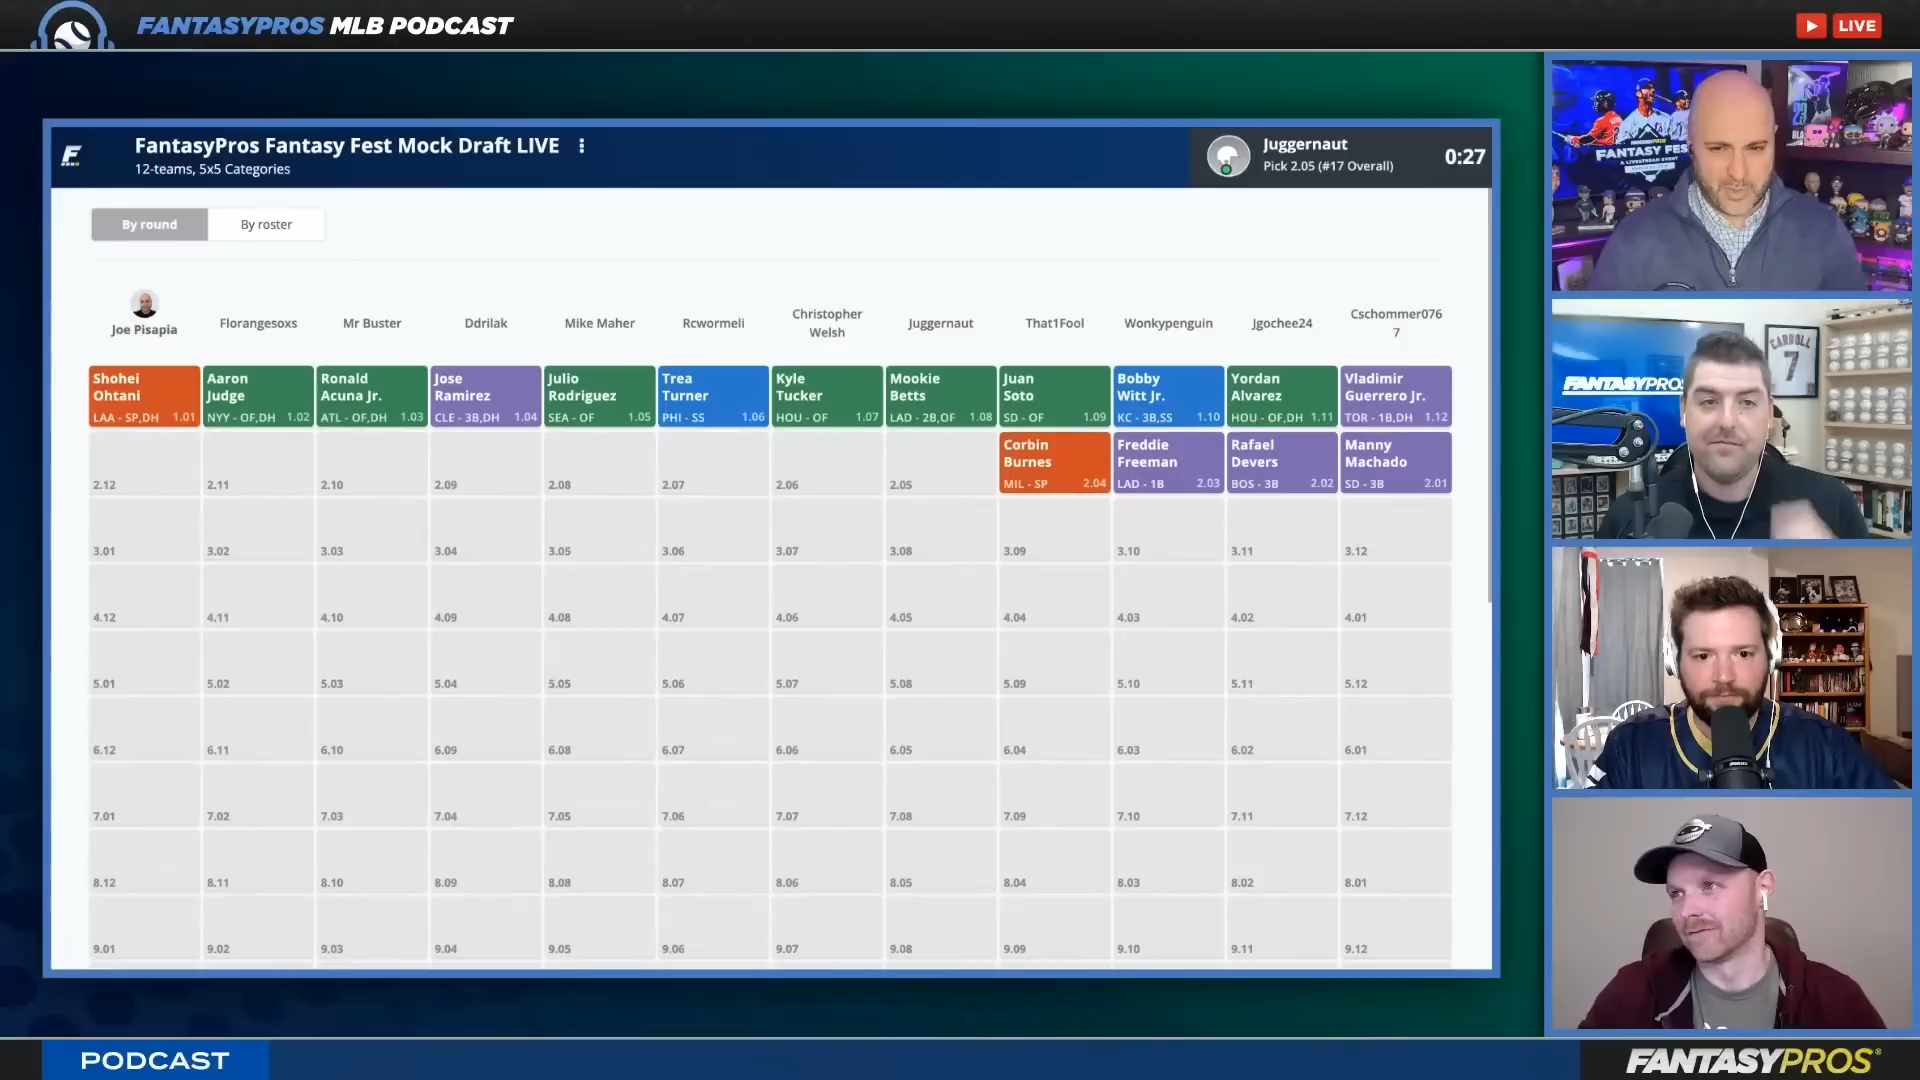 FANTASYPROS MLB PODCAST
LIVE
FantasyPros Fantasy Fest Mock Draft LIVE
12-teams, 5x5 Categories
Juggernaut
Pick 2.05 (#17 Overall)
0:27
By round
By roster
Joe Pisapia
Florangesoxs
Mr Buster
Ddrilak
Mike Maher
Rcwormeli
Christopher
Welsh
Juggernaut
That1Fool
Wonkypenguin
Jgochee24
Cschommer076
7
Shohei
Ohtani
LAA - SP,DH 1.01
Aaron
Judge
NYY - OF,DH 1.02
Ronald
Acuna Jr.
ATL - OF,DH 1.03
Jose
Ramirez
CLE - 3B,DH 1.04
Julio
Rodriguez
SEA - OF 1.05
Trea
Turner
PHI - SS 1.06
Kyle
Tucker
HOU - OF 1.07
Mookie
Betts
LAD - 2B,OF 1.08
Juan
Soto
SD - OF 1.09
Bobby
Witt Jr.
KC - 3B,SS 1.10
Yordan
Alvarez
HOU - OF,DH 1.11
Vladimir
Guerrero Jr.
TOR - 1B,DH 1.12
2.12 2.11 2.10 2.09 2.08 2.07 2.06 2.05
Corbin
Burnes
MIL - SP 2.04
Freddie
Freeman
LAD - 1B 2.03
Rafael
Devers
BOS - 3B 2.02
Manny
Machado
SD - 3B 2.01
3.01 3.02 3.03 3.04 3.05 3.06 3.07 3.08 3.09 3.10 3.11 3.12
4.12 4.11 4.10 4.09 4.08 4.07 4.06 4.05 4.04 4.03 4.02 4.01
5.01 5.02 5.03 5.04 5.05 5.06 5.07 5.08 5.09 5.10 5.11 5.12
6.12 6.11 6.10 6.09 6.08 6.07 6.06 6.05 6.04 6.03 6.02 6.01
7.01 7.02 7.03 7.04 7.05 7.06 7.07 7.08 7.09 7.10 7.11 7.12
8.12 8.11 8.10 8.09 8.08 8.07 8.06 8.05 8.04 8.03 8.02 8.01
9.01 9.02 9.03 9.04 9.05 9.06 9.07 9.08 9.09 9.10 9.11 9.12
FANTASY FES
CARROLL
7
FANTASYPROS
PODCAST
FANTASYPROS